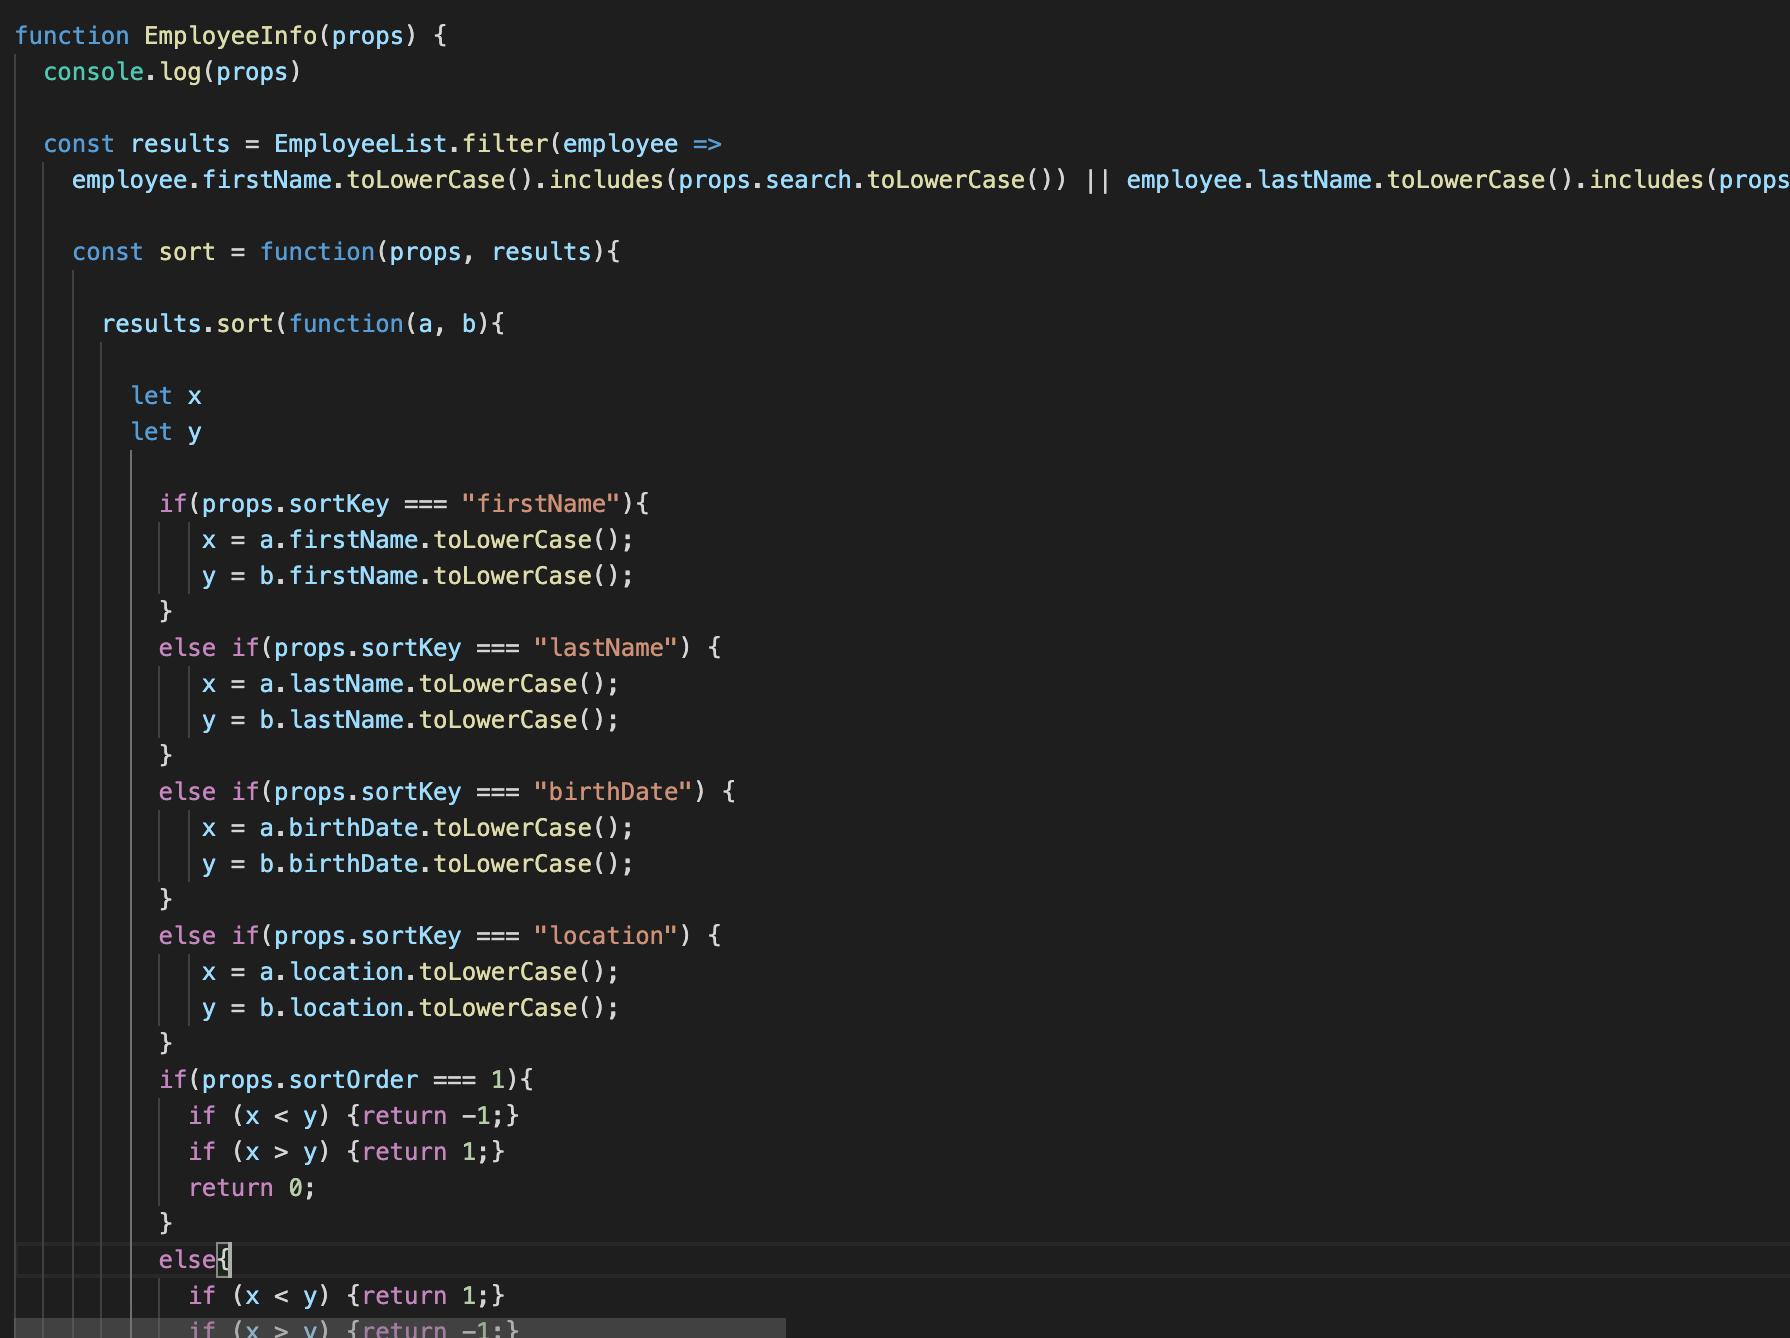 function EmployeeInfo(props) {
console.log(props)
const results = EmployeeList.filter(employee =>
employee.firstName.toLowerCase().includes(props.search.toLowerCase()) || employee.lastName.toLowerCase().includes(props
const sort = function(props, results){
results.sort(function(a, b){
let x
let y
if(props.sortKey === "firstName"){
x = a.firstName.toLowerCase();
y = b.firstName.toLowerCase();
}
else if(props.sortKey === "lastName") {
x = a.lastName.toLowerCase();
y = b.lastName.toLowerCase();
}
else if(props.sortKey === "birthDate") {
x = a.birthDate.toLowerCase();
y = b.birthDate.toLowerCase();
}
else if(props.sortKey === "location") {
x = a.location.toLowerCase();
y = b.location.toLowerCase();
}
if(props.sortOrder === 1){
if (x < y) {return -1;}
if (x > y) {return 1;}
return 0;
}
else{
if (x < y) {return 1;}
if (x > y) {return -1;}